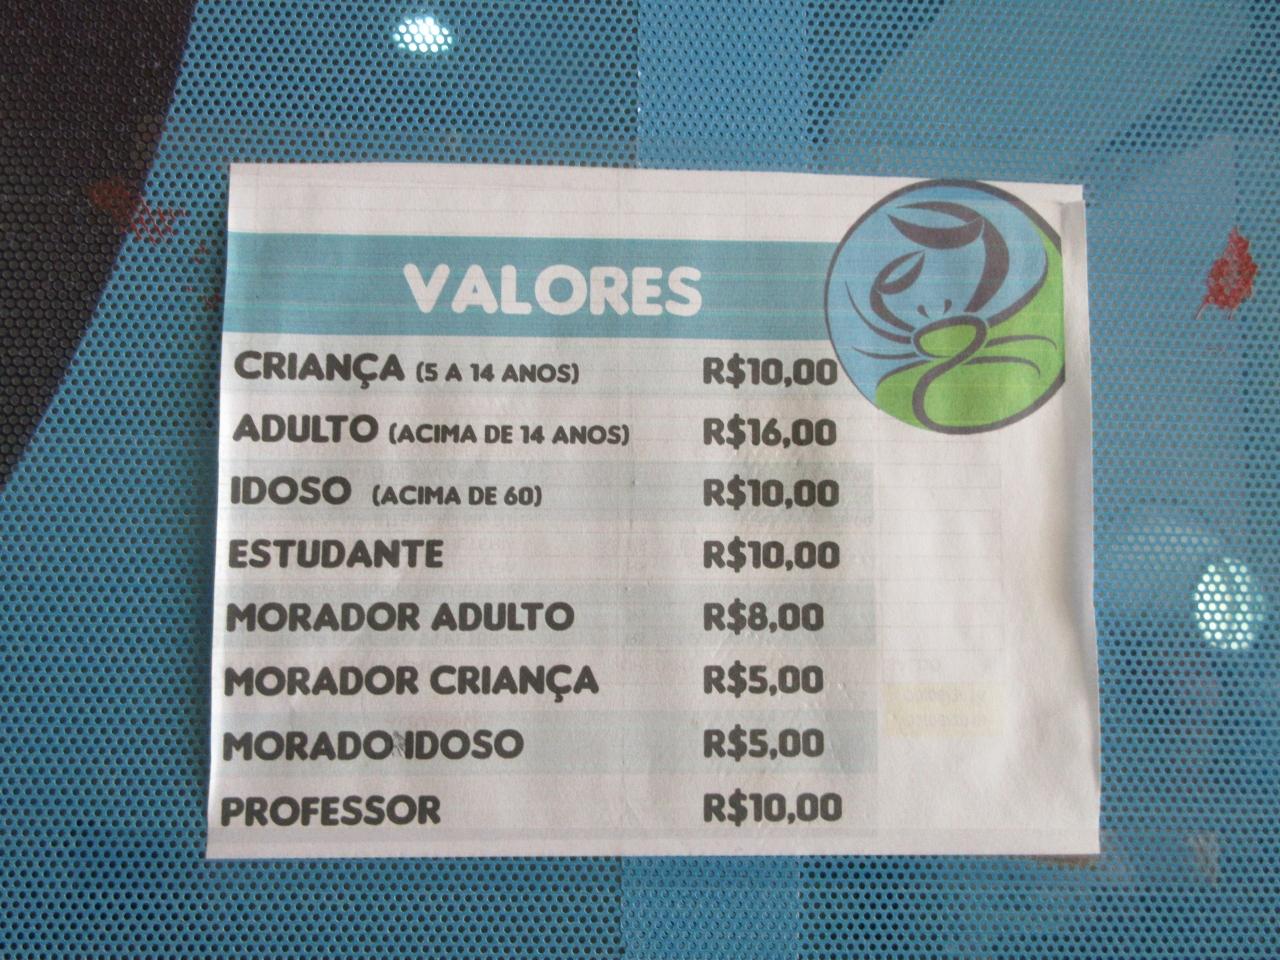 VALORES
CRIANÇA (5 A 14 ANOS) R$10,00
ADULTO (ACIMA DE 14 ANOS) R$16,00
IDOSO (ACIMA DE 60) R$10,00
ESTUDANTE R$10,00
MORADOR ADULTO R$8,00
MORADOR CRIANÇA R$5,00
MORADO IDOSO R$5,00
PROFESSOR R$10,00